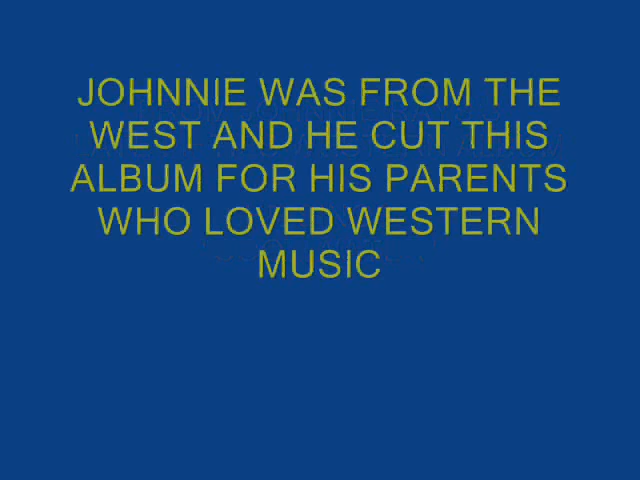 JOHNNIE WAS FROM THE
WEST AND HE CUT THIS
ALBUM FOR HIS PARENTS
WHO LOVED WESTERN
MUSIC